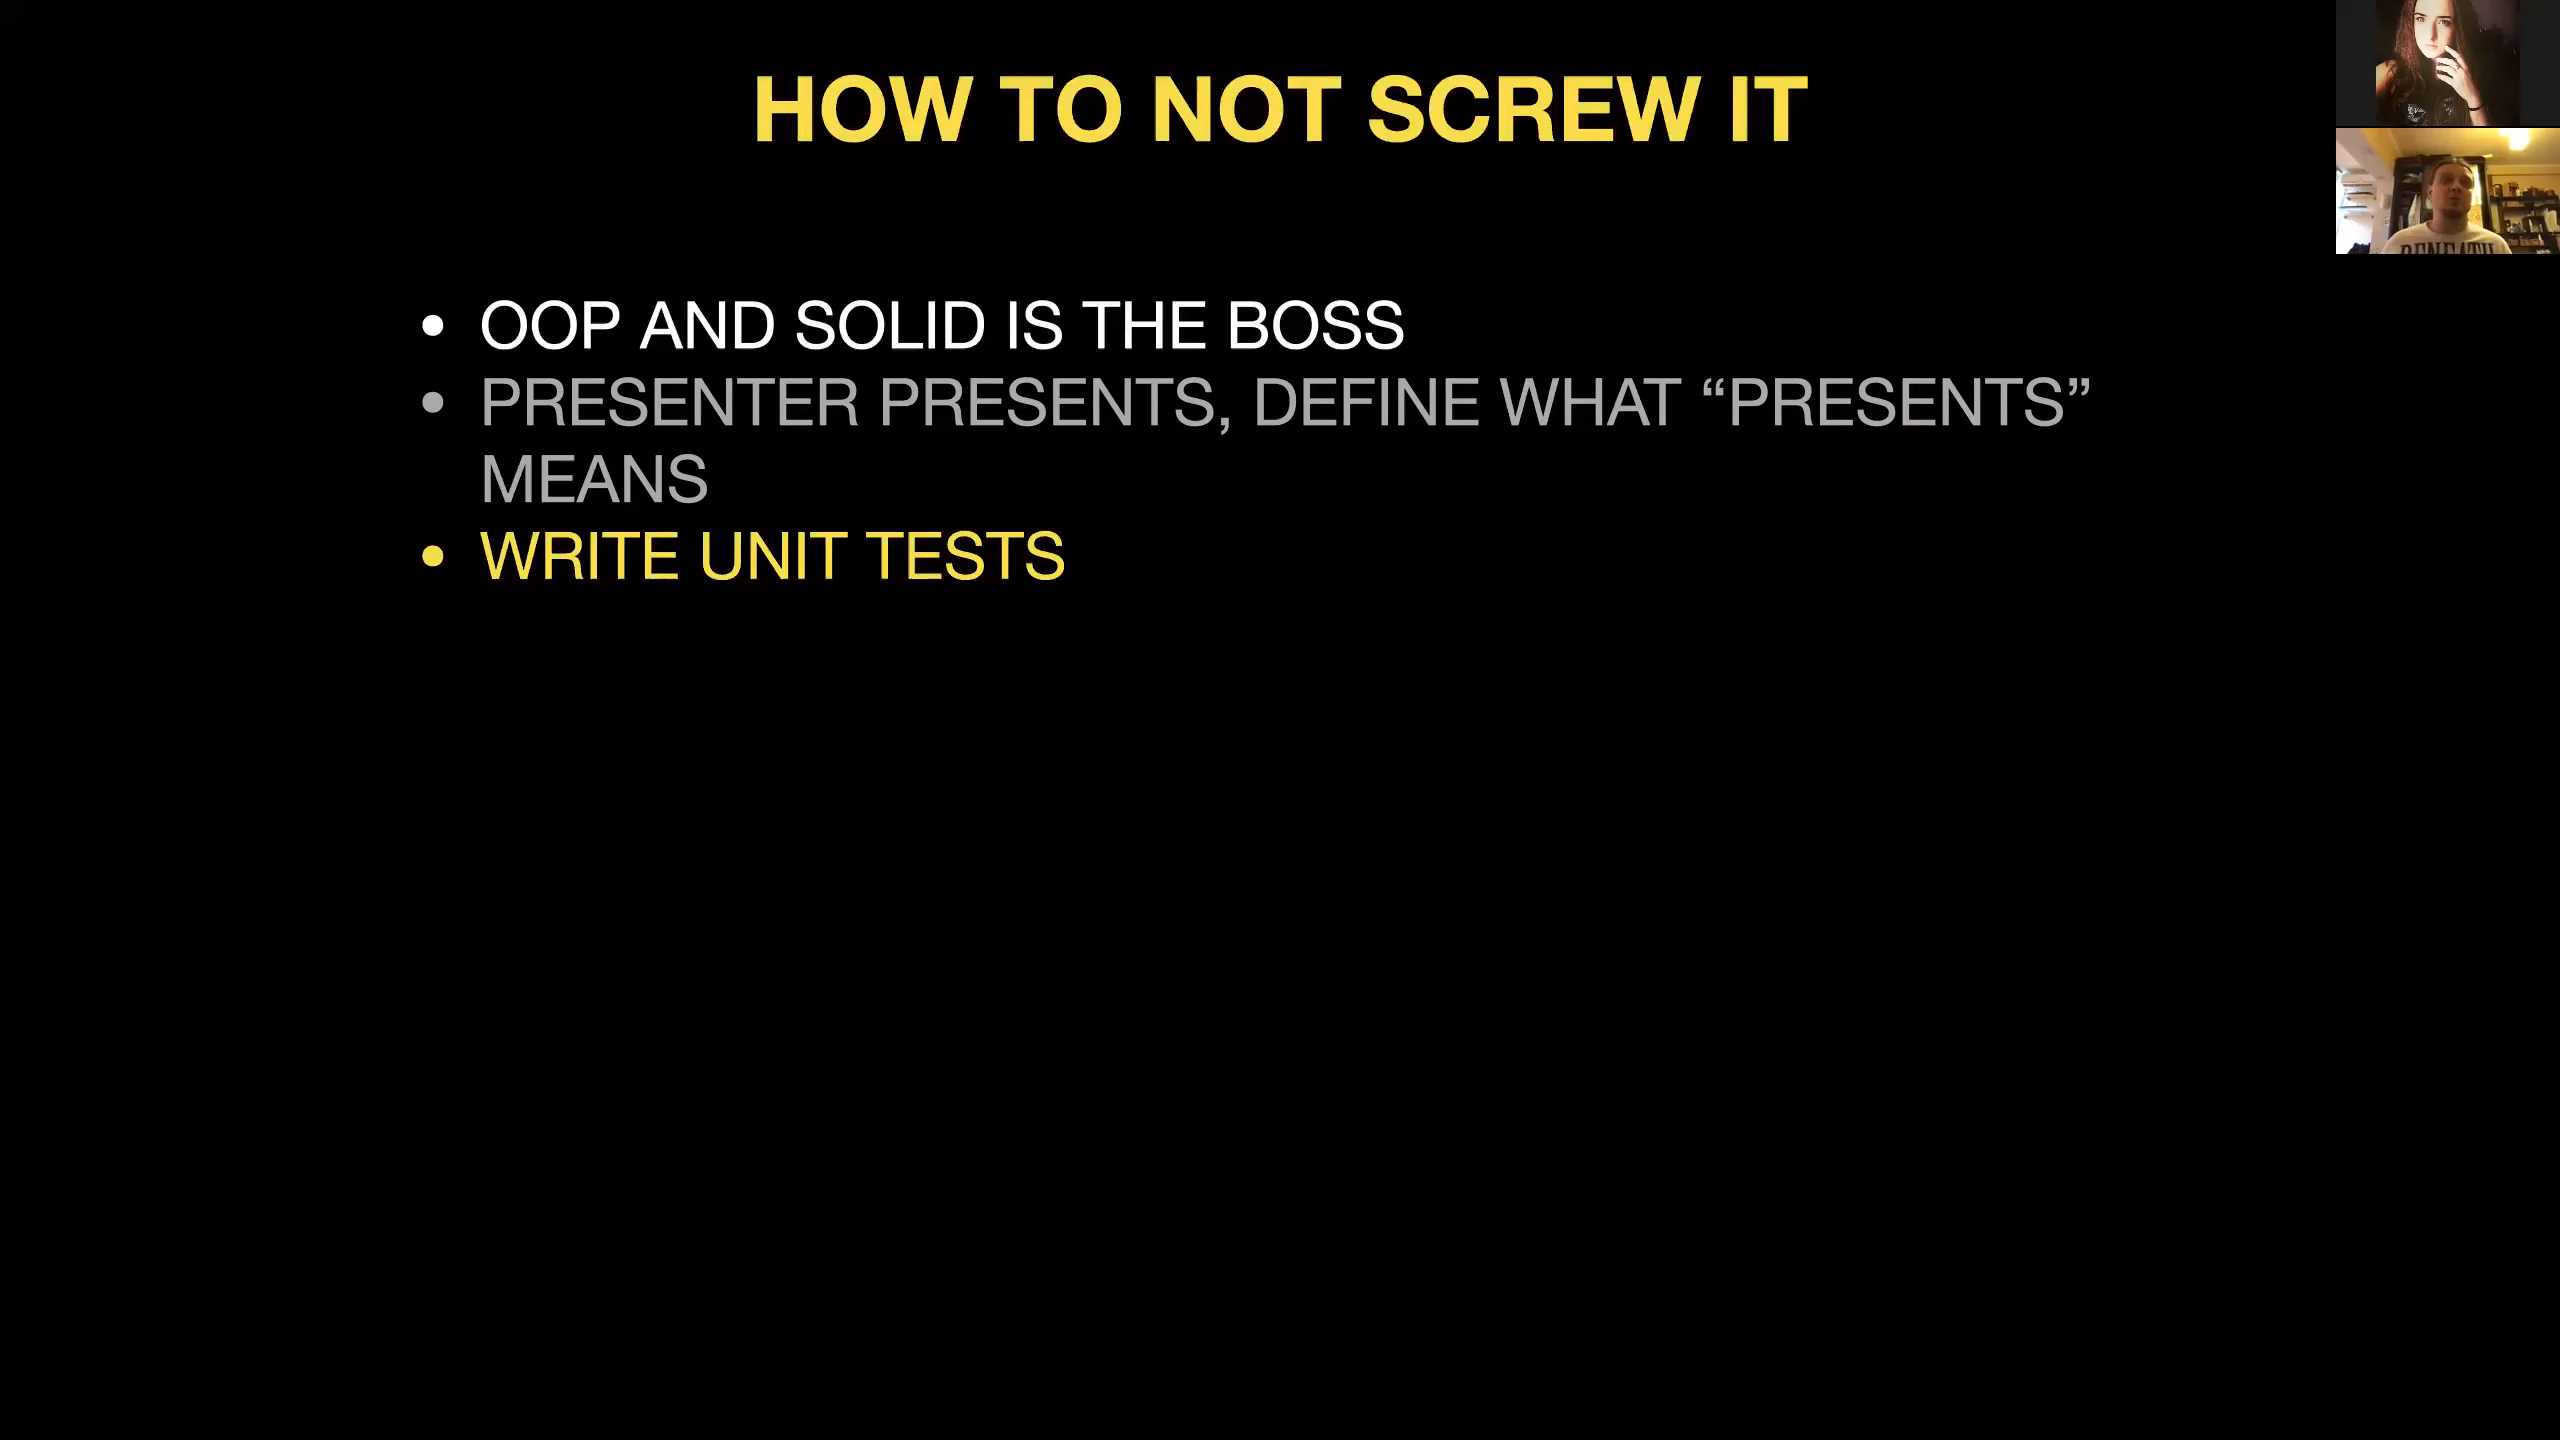 HOW TO NOT SCREW IT
• OOP AND SOLID IS THE BOSS
• PRESENTER PRESENTS, DEFINE WHAT “PRESENTS”
MEANS
• WRITE UNIT TESTS
BENEATH